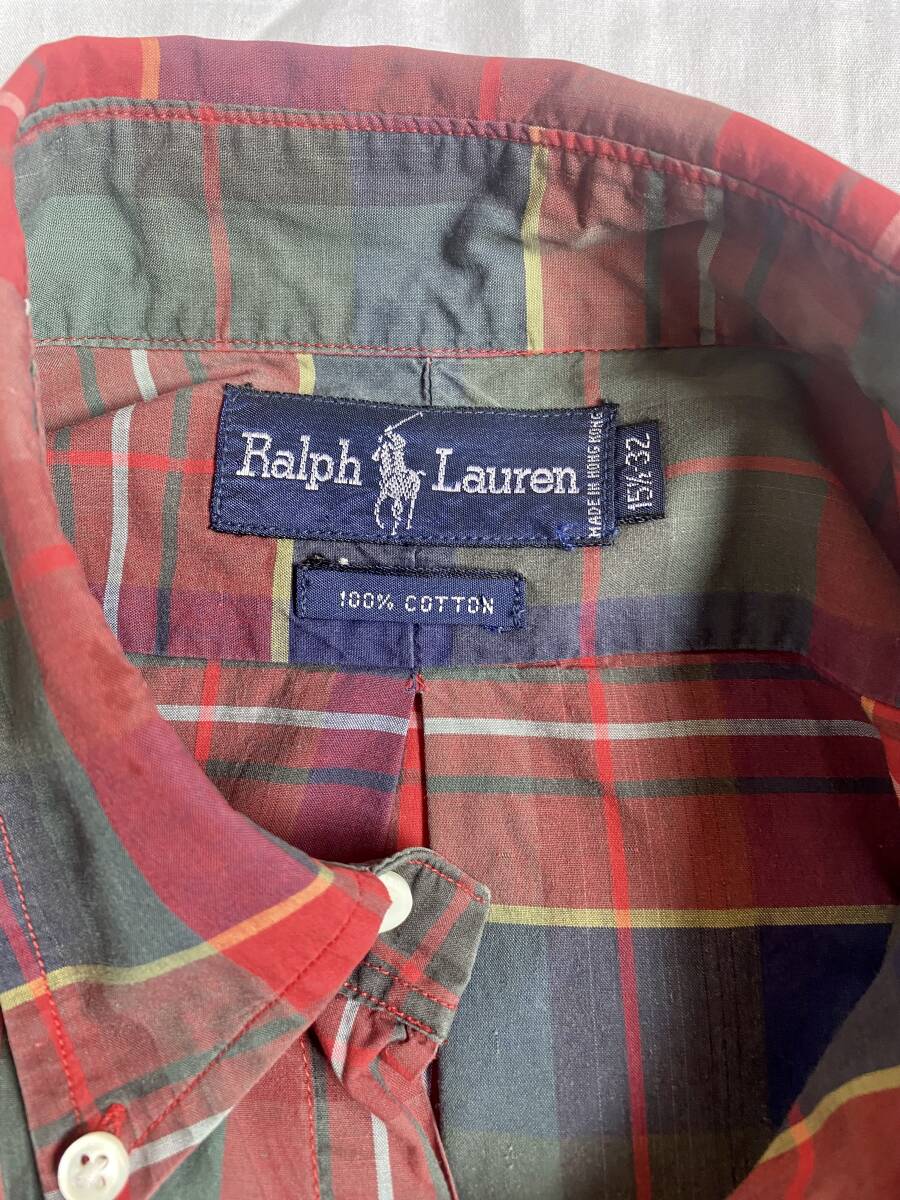 Ralph Lauren
MADE IN HONG KONG
15½-32
100% COTTON